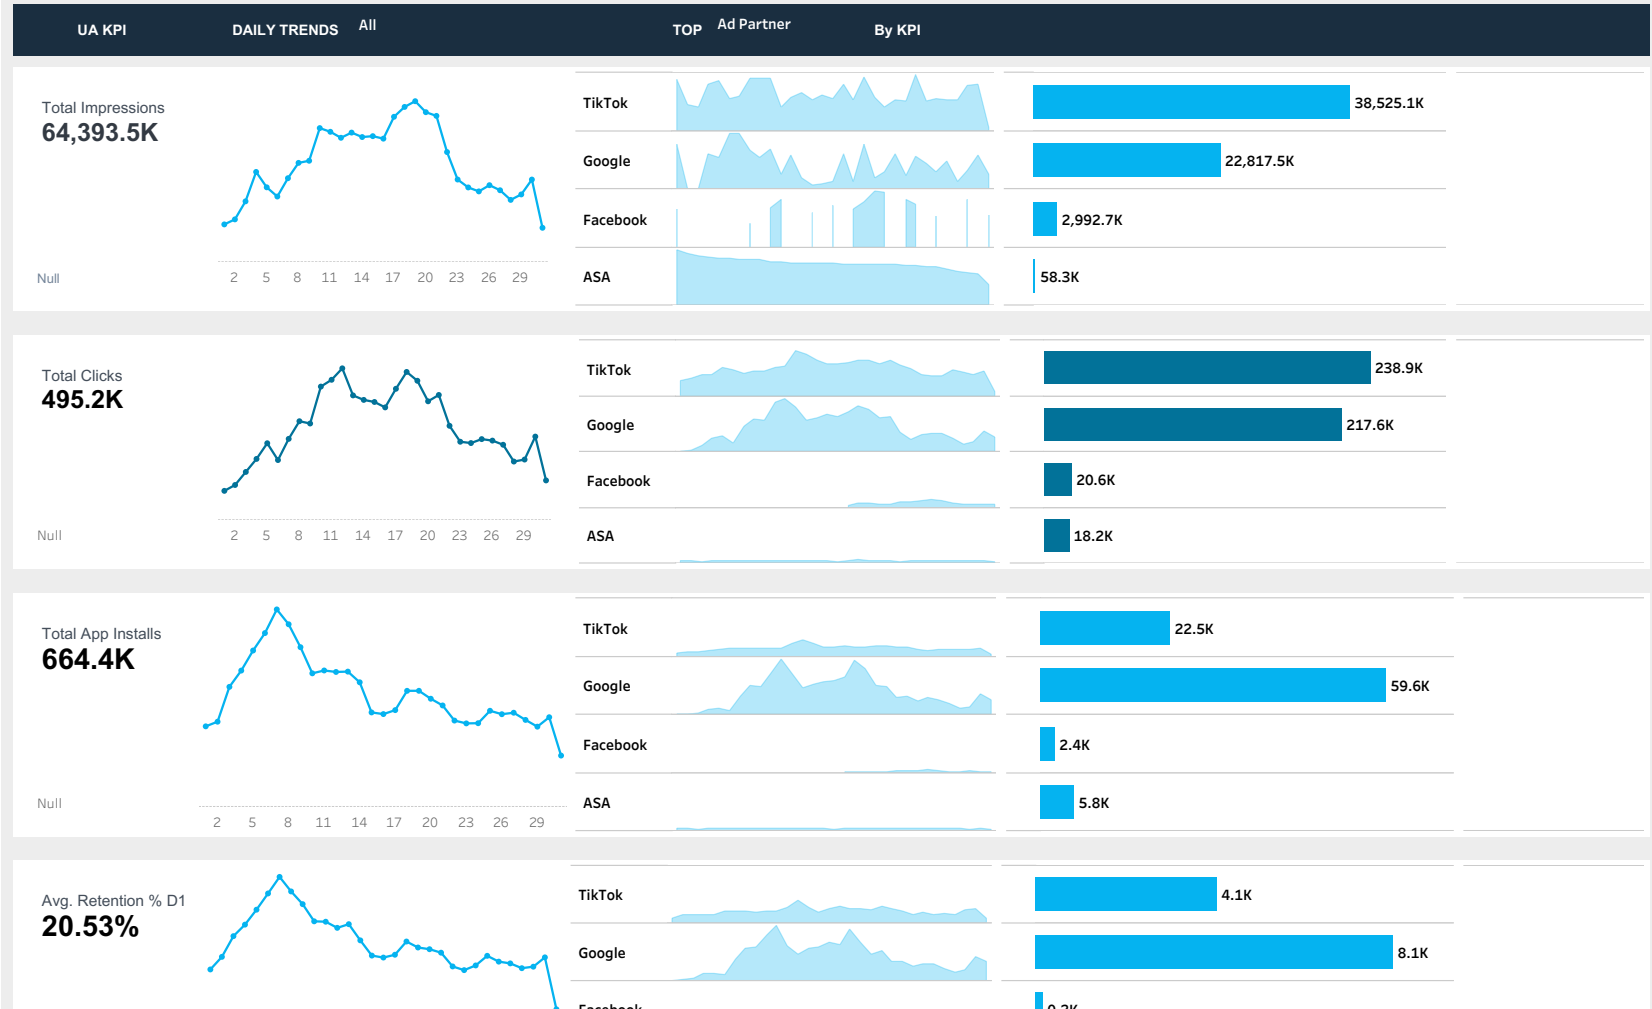 UA KPI DAILY TRENDS All TOP Ad Partner By KPI
Total Impressions
64,393.5K
Null
2 5 8 11 14 17 20 23 26 29
TikTok 38,525.1K
Google 22,817.5K
Facebook 2,992.7K
ASA 58.3K
Total Clicks
495.2K
Null
2 5 8 11 14 17 20 23 26 29
TikTok 238.9K
Google 217.6K
Facebook 20.6K
ASA 18.2K
Total App Installs
664.4K
Null
2 5 8 11 14 17 20 23 26 29
TikTok 22.5K
Google 59.6K
Facebook 2.4K
ASA 5.8K
Avg. Retention % D1
20.53%
TikTok 4.1K
Google 8.1K
Facebook